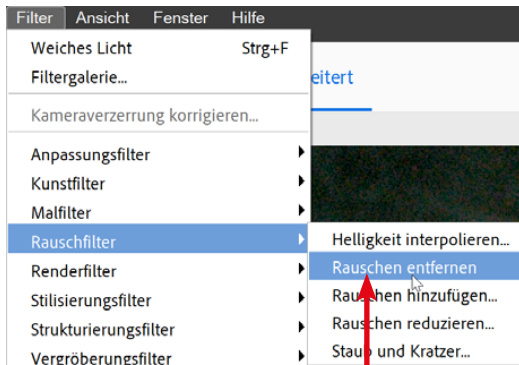 Filter Ansicht Fenster Hilfe
Weiches Licht Strg+F
Filtergalerie...
eitert
Kameraverzerrung korrigieren...
Anpassungsfilter
Kunstfilter
Malfilter
Rauschfilter
Helligkeit interpolieren...
Renderfilter
Rauschen entfernen
Stilisierungsfilter
Rauschen hinzufügen...
Strukturierungsfilter
Rauschen reduzieren...
Vergröberungsfilter
Staub und Kratzer...